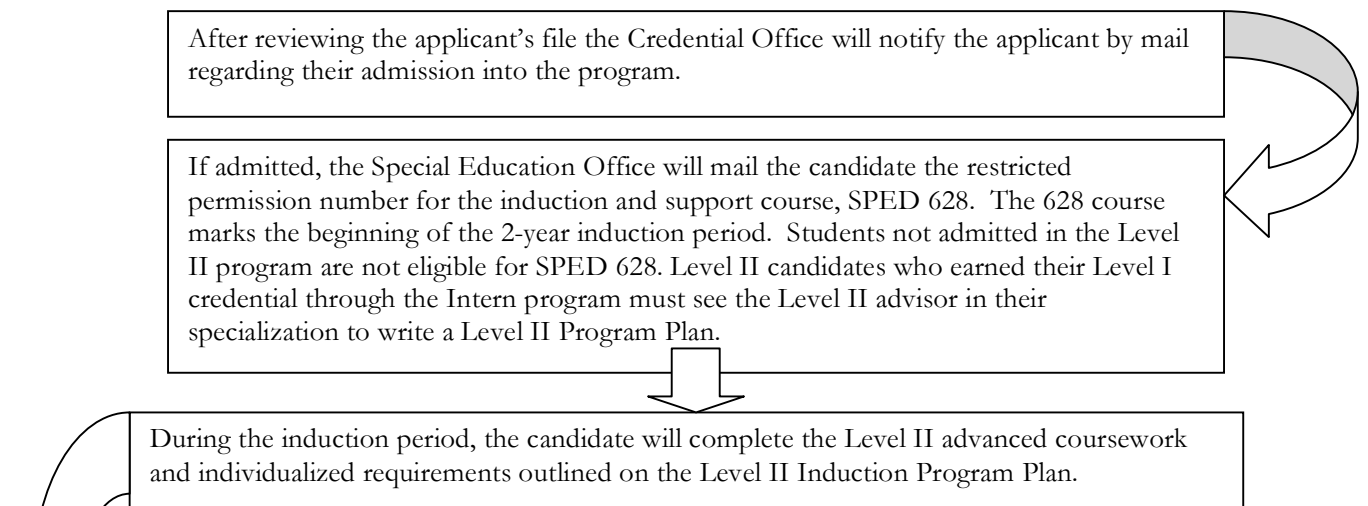 After reviewing the applicant’s file the Credential Office will notify the applicant by mail
regarding their admission into the program.
If admitted, the Special Education Office will mail the candidate the restricted
permission number for the induction and support course, SPED 628.  The 628 course
marks the beginning of the 2-year induction period.  Students not admitted in the Level
II program are not eligible for SPED 628. Level II candidates who earned their Level I
credential through the Intern program must see the Level II advisor in their
specialization to write a Level II Program Plan.
During the induction period, the candidate will complete the Level II advanced coursework
and individualized requirements outlined on the Level II Induction Program Plan.